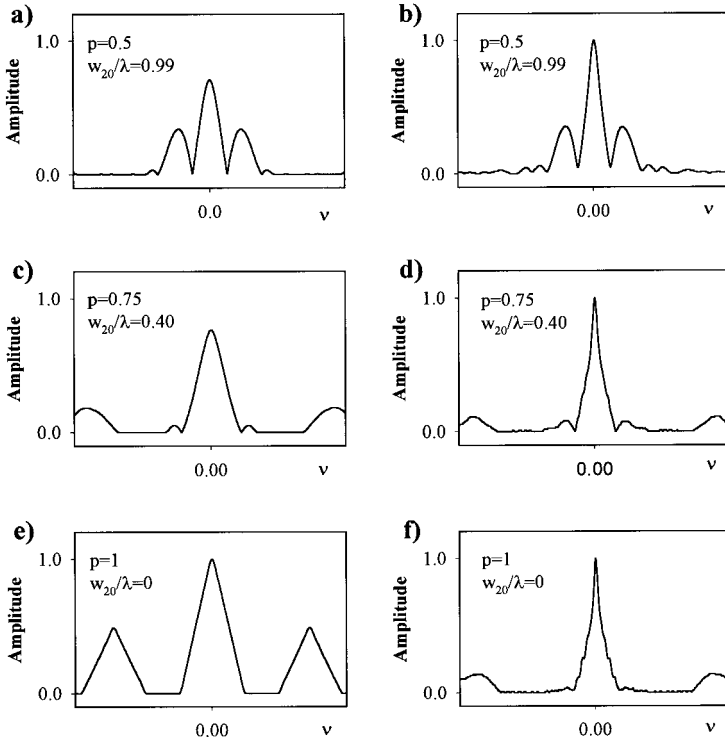 a)
p=0.5
w20/λ=0.99
Amplitude
1.0
0.0
0.0
ν
b)
p=0.5
w20/λ=0.99
Amplitude
1.0
0.0
0.00
ν
c)
p=0.75
w20/λ=0.40
Amplitude
1.0
0.0
0.00
ν
d)
p=0.75
w20/λ=0.40
Amplitude
1.0
0.0
0.00
ν
e)
p=1
w20/λ=0
Amplitude
1.0
0.0
0.00
ν
f)
p=1
w20/λ=0
Amplitude
1.0
0.0
0.00
ν